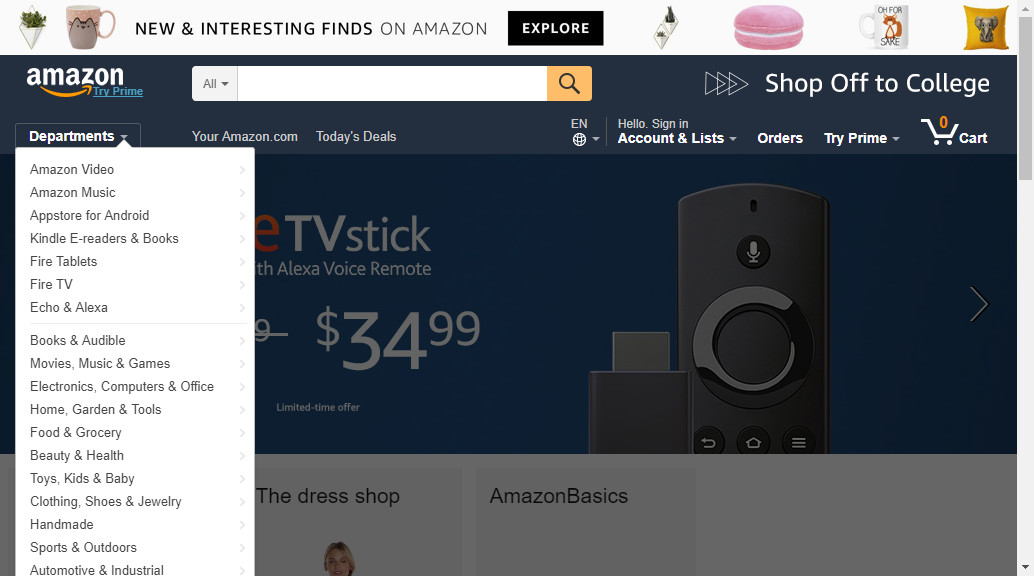 NEW & INTERESTING FINDS ON AMAZON
EXPLORE
OH FOR
SAKE
amazon
Try Prime
All
Shop Off to College
Departments
Your Amazon.com
Today's Deals
EN
Hello. Sign in
Account & Lists
Orders
Try Prime
0
Cart
Amazon Video
Amazon Music
Appstore for Android
Kindle E-readers & Books
Fire Tablets
Fire TV
Echo & Alexa
Books & Audible
Movies, Music & Games
Electronics, Computers & Office
Home, Garden & Tools
Food & Grocery
Beauty & Health
Toys, Kids & Baby
Clothing, Shoes & Jewelry
Handmade
Sports & Outdoors
Automotive & Industrial
e TV stick
th Alexa Voice Remote
9
$34 99
Limited-time offer
The dress shop
AmazonBasics